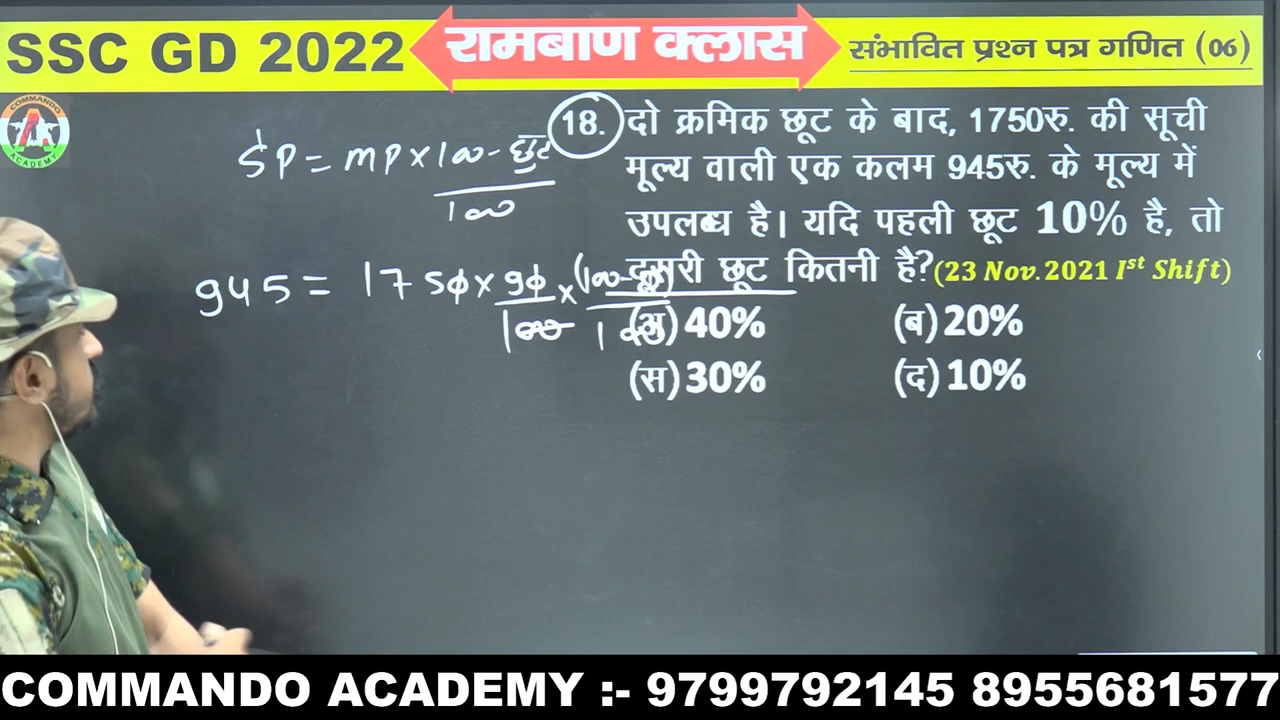 SSC GD 2022
रामबाण क्लास
संभावित प्रश्न पत्र गणित (06)
COMMANDO
ACADEMY
18. दो क्रमिक छूट के बाद, 1750रु. की सूची
मूल्य वाली एक कलम 945रु. के मूल्य में
उपलब्ध है। यदि पहली छूट 10% है, तो
दूसरी छूट कितनी है?(23 Nov.2021 Iˢᵗ Shift)
(अ) 40% (ब) 20%
(स) 30% (द) 10%
SP = MP × 100 - छूट
100
945 = 1750 × 90 × (100 -
100 100
COMMANDO ACADEMY :- 9799792145 8955681577